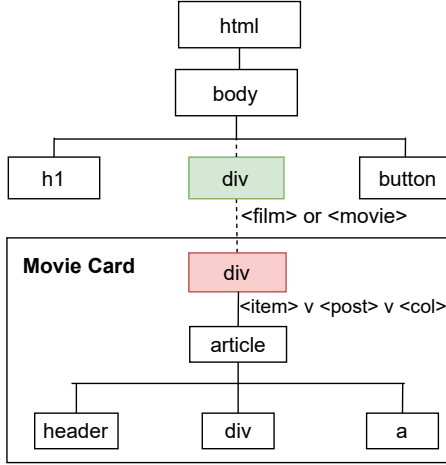 html
body
h1
div
button
<film> or <movie>
Movie Card
div
<item> v <post> v <col>
article
header
div
a